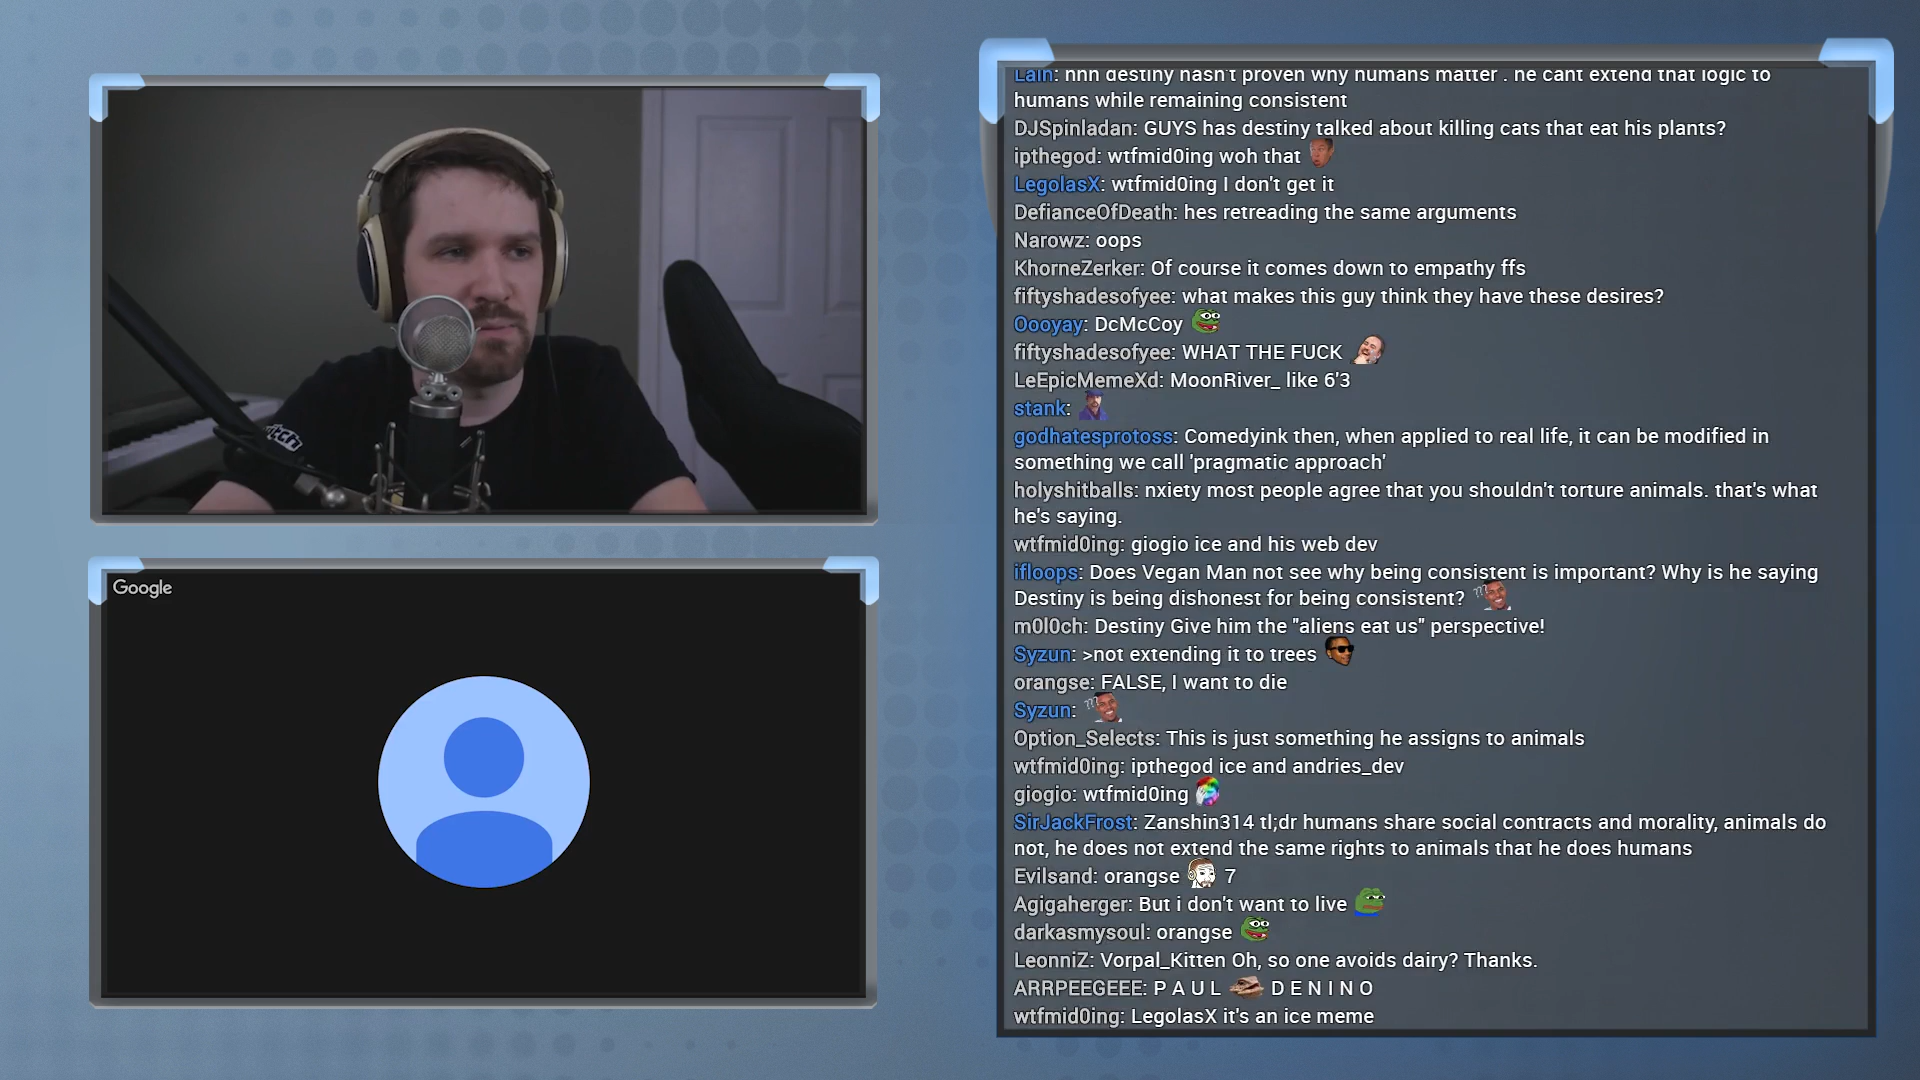 Lain: nnn destiny hasn't proven why humans matter . he cant extend that logic to
humans while remaining consistent
DJSpinladan: GUYS has destiny talked about killing cats that eat his plants?
ipthegod: wtfmid0ing woh that
LegolasX: wtfmid0ing I don't get it
DefianceOfDeath: hes retreading the same arguments
Narowz: oops
KhorneZerker: Of course it comes down to empathy ffs
fiftyshadesofyee: what makes this guy think they have these desires?
Oooyay: DcMcCoy
fiftyshadesofyee: WHAT THE FUCK
LeEpicMemeXd: MoonRiver_ like 6'3
stank:
godhatesprotoss: Comedyink then, when applied to real life, it can be modified in
something we call 'pragmatic approach'
holyshitballs: nxiety most people agree that you shouldn't torture animals. that's what
he's saying.
wtfmid0ing: giogio ice and his web dev
ifloops: Does Vegan Man not see why being consistent is important? Why is he saying
Destiny is being dishonest for being consistent?
m0l0ch: Destiny Give him the "aliens eat us" perspective!
Syzun: >not extending it to trees
orangse: FALSE, I want to die
Syzun:
Option_Selects: This is just something he assigns to animals
wtfmid0ing: ipthegod ice and andries_dev
giogio: wtfmid0ing
SirJackFrost: Zanshin314 tl;dr humans share social contracts and morality, animals do
not, he does not extend the same rights to animals that he does humans
Evilsand: orangse 7
Agigaherger: But i don't want to live
darkasmysoul: orangse
LeonniZ: Vorpal_Kitten Oh, so one avoids dairy? Thanks.
ARRPEEGEEE: P A U L D E N I N O
wtfmid0ing: LegolasX it's an ice meme
twitch
Google